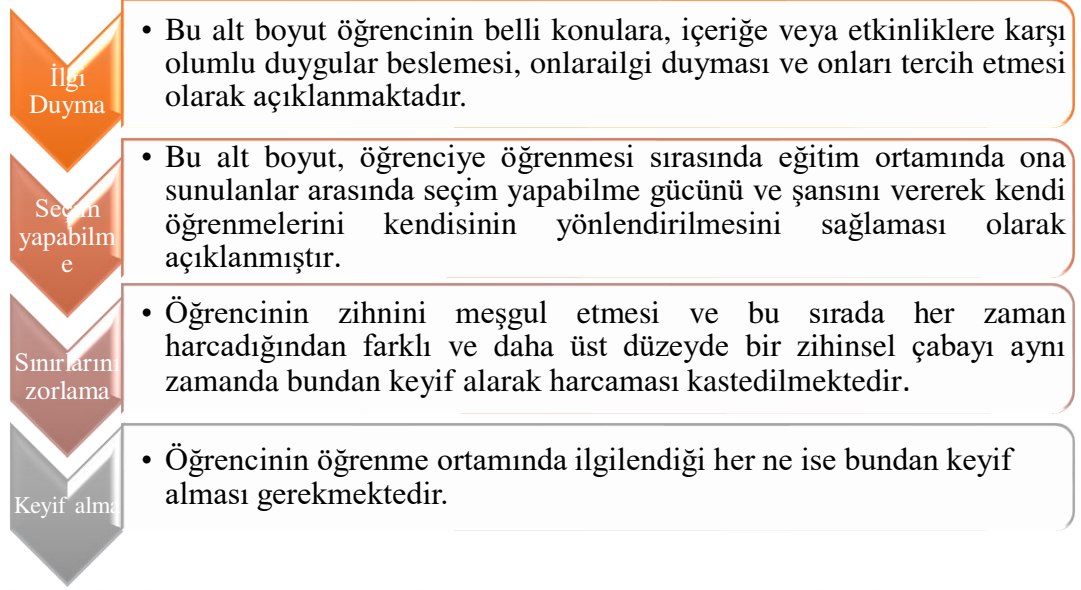 İlgi
Duyma
• Bu alt boyut öğrencinin belli konulara, içeriğe veya etkinliklere karşı
olumlu duygular beslemesi, onlarailgi duyması ve onları tercih etmesi
olarak açıklanmaktadır.
Seçim
yapabilm
e
• Bu alt boyut, öğrenciye öğrenmesi sırasında eğitim ortamında ona
sunulanlar arasında seçim yapabilme gücünü ve şansını vererek kendi
öğrenmelerini kendisinin yönlendirilmesini sağlaması olarak
açıklanmıştır.
Sınırlarını
zorlama
• Öğrencinin zihnini meşgul etmesi ve bu sırada her zaman
harcadığından farklı ve daha üst düzeyde bir zihinsel çabayı aynı
zamanda bundan keyif alarak harcaması kastedilmektedir.
Keyif alma
• Öğrencinin öğrenme ortamında ilgilendiği her ne ise bundan keyif
alması gerekmektedir.